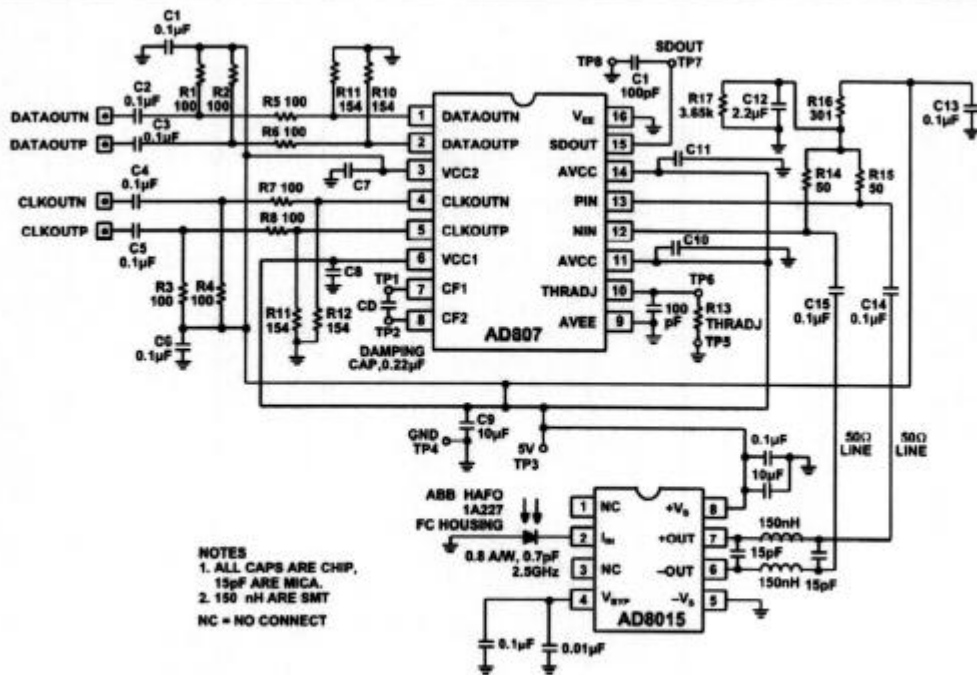 C1
0.1µF
C2
0.1µF
DATAOUTN
C3
0.1µF
DATAOUTP
R1
100
R2
100
R5 100
R6 100
R11
154
R10
154
C4
0.1µF
CLKOUTN
CLKOUTP
C5
0.1µF
R7 100
R8 100
R3
100
R4
100
C6
0.1µF
R11
154
R12
154
C7
C8
TP1
CD
TP2
DAMPING
CAP,0.22µF
1 DATAOUTN
2 DATAOUTP
3 VCC2
4 CLKOUTN
5 CLKOUTP
6 VCC1
7 CF1
8 CF2
VEE 16
SDOUT 15
AVCC 14
PIN 13
NIN 12
AVCC 11
THRADJ 10
AVEE 9
AD807
SDOUT
TP8
TP7
C1
100pF
C11
C10
TP6
100
pF
R13
THRADJ
TP5
R17
3.65k
C12
2.2µF
R16
301
C13
0.1µF
R14
50
R15
50
C15
0.1µF
C14
0.1µF
50Ω
LINE
50Ω
LINE
C9
10µF
GND
TP4
5V
TP3
0.1µF
10µF
ABB HAFO
1A227
FC HOUSING
0.8 A/W, 0.7pF
2.5GHz
1 NC
2 IIN
3 NC
4 VBYP
+VS 8
+OUT 7
–OUT 6
–VS 5
AD8015
150nH
15pF
150nH
15pF
0.1µF
0.01µF
NOTES
1. ALL CAPS ARE CHIP,
15pF ARE MICA.
2. 150 nH ARE SMT
NC = NO CONNECT